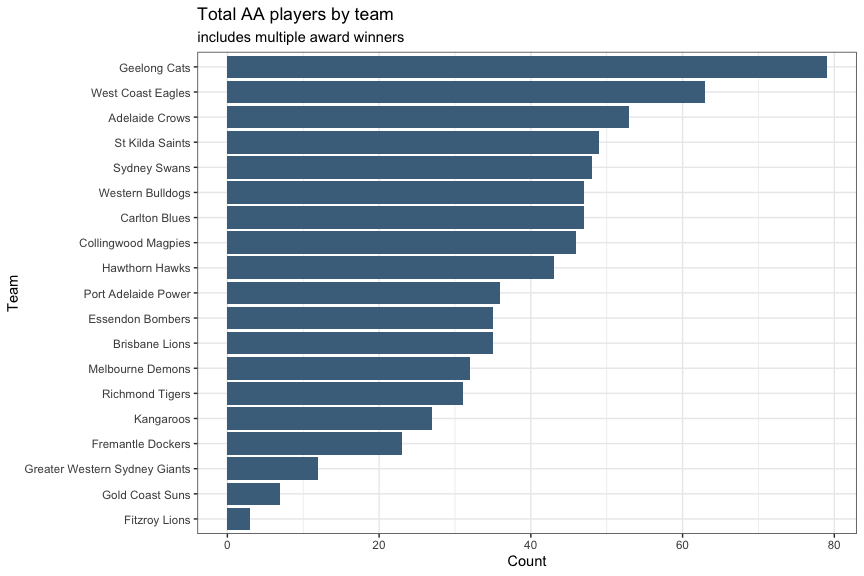 Total AA players by team
includes multiple award winners
Team
Geelong Cats
West Coast Eagles
Adelaide Crows
St Kilda Saints
Sydney Swans
Western Bulldogs
Carlton Blues
Collingwood Magpies
Hawthorn Hawks
Port Adelaide Power
Essendon Bombers
Brisbane Lions
Melbourne Demons
Richmond Tigers
Kangaroos
Fremantle Dockers
Greater Western Sydney Giants
Gold Coast Suns
Fitzroy Lions
0 20 40 60 80
Count